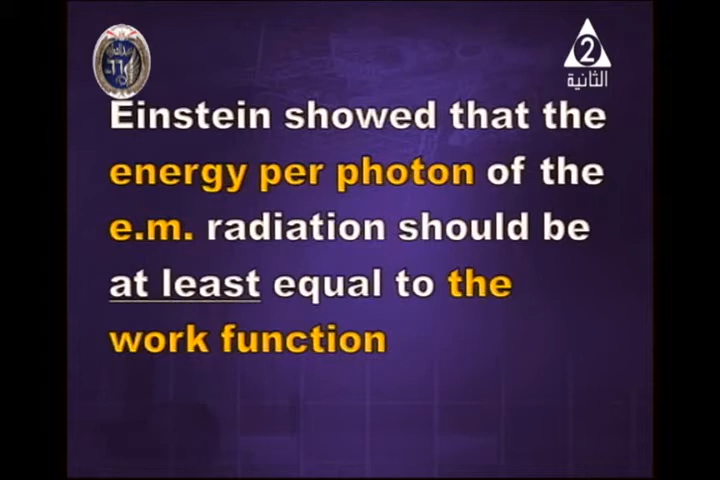 2
الثانية
Einstein showed that the
energy per photon of the
e.m. radiation should be
at least equal to the
work function